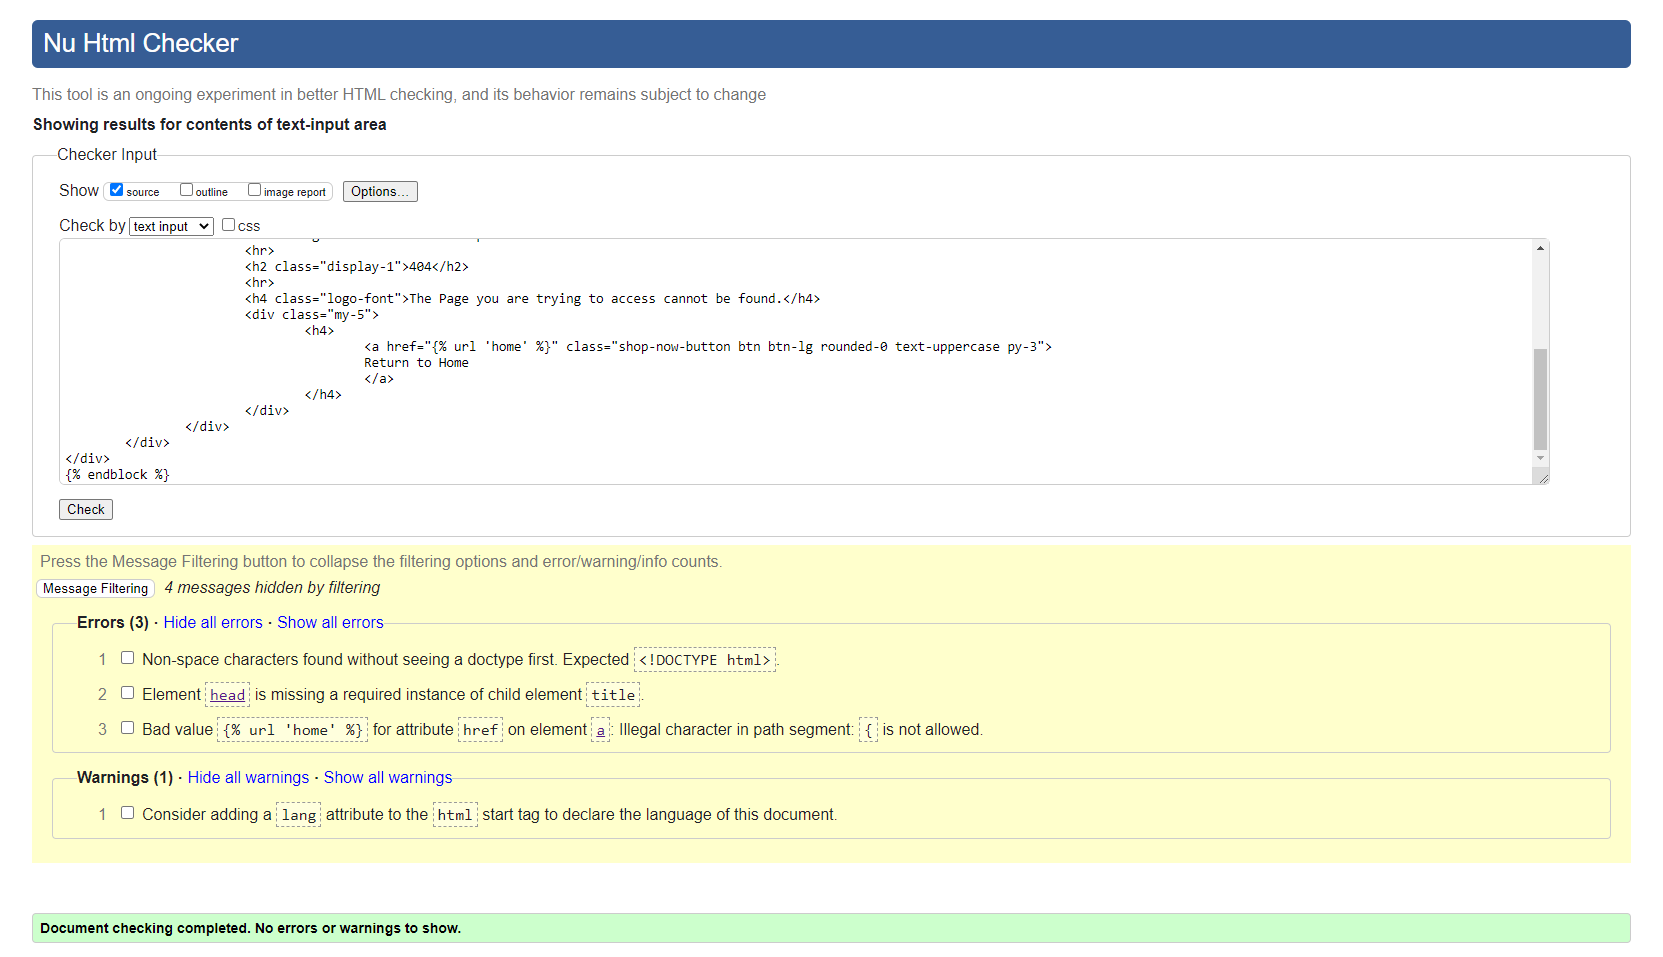 Nu Html Checker
This tool is an ongoing experiment in better HTML checking, and its behavior remains subject to change
Showing results for contents of text-input area
Checker Input
Show source outline image report Options...
Check by text input css
<hr>
<h2 class="display-1">404</h2>
<hr>
<h4 class="logo-font">The Page you are trying to access cannot be found.</h4>
<div class="my-5">
<h4>
<a href="{% url 'home' %}" class="shop-now-button btn btn-lg rounded-0 text-uppercase py-3">
Return to Home
</a>
</h4>
</div>
</div>
</div>
</div>
{% endblock %}
Check
Press the Message Filtering button to collapse the filtering options and error/warning/info counts.
Message Filtering 4 messages hidden by filtering
Errors (3) · Hide all errors · Show all errors
1 Non-space characters found without seeing a doctype first. Expected <!DOCTYPE html>.
2 Element head is missing a required instance of child element title.
3 Bad value {% url 'home' %} for attribute href on element a: Illegal character in path segment: { is not allowed.
Warnings (1) · Hide all warnings · Show all warnings
1 Consider adding a lang attribute to the html start tag to declare the language of this document.
Document checking completed. No errors or warnings to show.